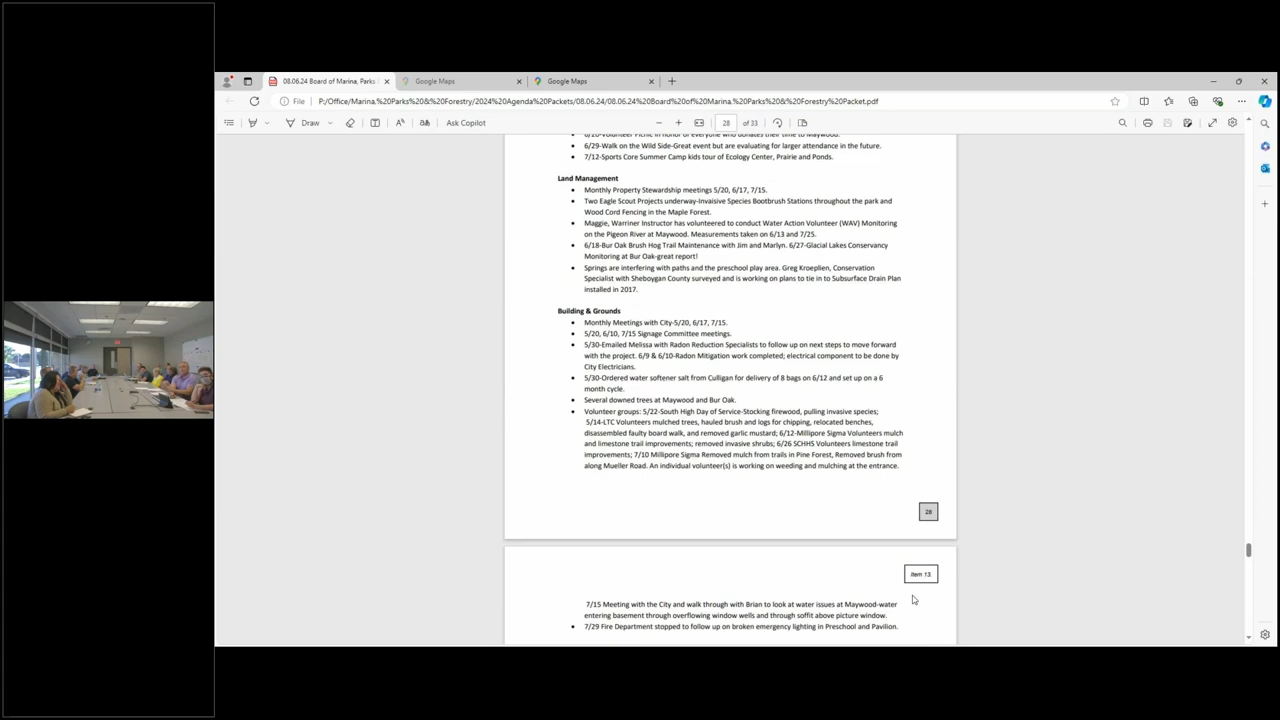 08.06.24 Board of Marina, Parks
Google Maps
Google Maps
File
P:/Office/Marina,%20Parks%20&%20Forestry/2024%20Agenda%20Packets/08.06.24/08.06.24%20Board%20of%20Marina,%20Parks%20&%20Forestry%20Packet.pdf
Draw
Ask Copilot
28 of 33
6/20-Volunteer Picnic in honor of everyone who donates their time to Maywood.
6/29-Walk on the Wild Side-Great event but are evaluating for larger attendance in the future.
7/12-Sports Core Summer Camp kids tour of Ecology Center, Prairie and Ponds.
Land Management
Monthly Property Stewardship meetings 5/20, 6/17, 7/15.
Two Eagle Scout Projects underway-Invaisive Species Bootbrush Stations throughout the park and
Wood Cord Fencing in the Maple Forest.
Maggie, Warriner Instructor has volunteered to conduct Water Action Volunteer (WAV) Monitoring
on the Pigeon River at Maywood. Measurements taken on 6/13 and 7/25.
6/18-Bur Oak Brush Hog Trail Maintenance with Jim and Marlyn. 6/27-Glacial Lakes Conservancy
Monitoring at Bur Oak-great report!
Springs are interfering with paths and the preschool play area. Greg Kroeplien, Conservation
Specialist with Sheboygan County surveyed and is working on plans to tie in to Subsurface Drain Plan
installed in 2017.
Building & Grounds
Monthly Meetings with City-5/20, 6/17, 7/15.
5/20, 6/10, 7/15 Signage Committee meetings.
5/30-Emailed Melissa with Radon Reduction Specialists to follow up on next steps to move forward
with the project. 6/9 & 6/10-Radon Mitigation work completed; electrical component to be done by
City Electricians.
5/30-Ordered water softener salt from Culligan for delivery of 8 bags on 6/12 and set up on a 6
month cycle.
Several downed trees at Maywood and Bur Oak.
Volunteer groups: 5/22-South High Day of Service-Stocking firewood, pulling invasive species;
5/14-LTC Volunteers mulched trees, hauled brush and logs for chipping, relocated benches,
disassembled faulty board walk, and removed garlic mustard; 6/12-Millipore Sigma Volunteers mulch
and limestone trail improvements; removed invasive shrubs; 6/26 SCHHS Volunteers limestone trail
improvements; 7/10 Millipore Sigma Removed mulch from trails in Pine Forest, Removed brush from
along Mueller Road. An individual volunteer(s) is working on weeding and mulching at the entrance.
28
Item 13.
7/15 Meeting with the City and walk through with Brian to look at water issues at Maywood-water
entering basement through overflowing window wells and through soffit above picture window.
7/29 Fire Department stopped to follow up on broken emergency lighting in Preschool and Pavilion.